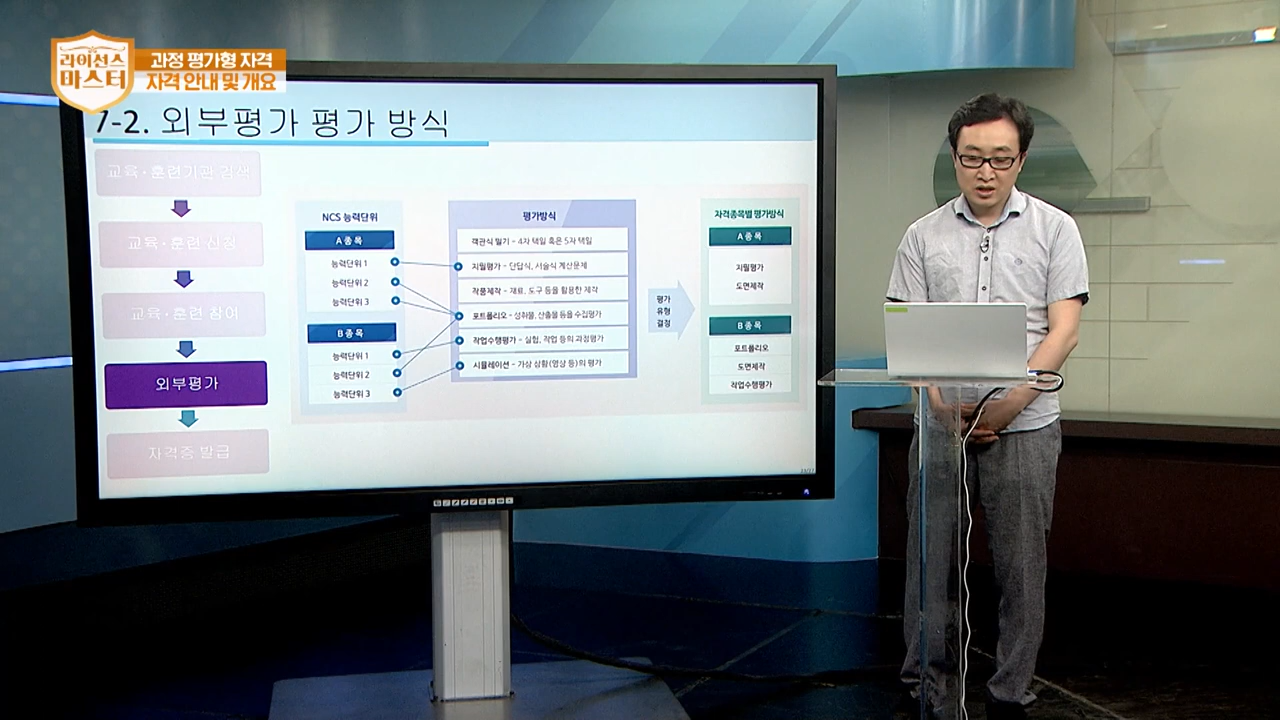 라이선스
마스터
과정 평가형 자격
자격 안내 및 개요
7-2. 외부평가 평가 방식
교육·훈련기관 검색
교육·훈련 신청
교육·훈련 참여
외부평가
자격증 발급
NCS 능력단위
A 종목
능력단위 1
능력단위 2
능력단위 3
B 종목
능력단위 1
능력단위 2
능력단위 3
평가방식
객관식 필기 - 4자 택일 혹은 5자 택일
지필평가 - 단답식, 서술식 계산문제
작품제작 - 재료, 도구 등을 활용한 제작
포트폴리오 - 성취물, 산출물 등을 수집평가
작업수행평가 - 실험, 작업 등의 과정평가
시뮬레이션 - 가상 상황(영상 등)의 평가
평가
유형
결정
자격종목별 평가방식
A 종목
지필평가
도면제작
B 종목
포트폴리오
도면제작
작업수행평가